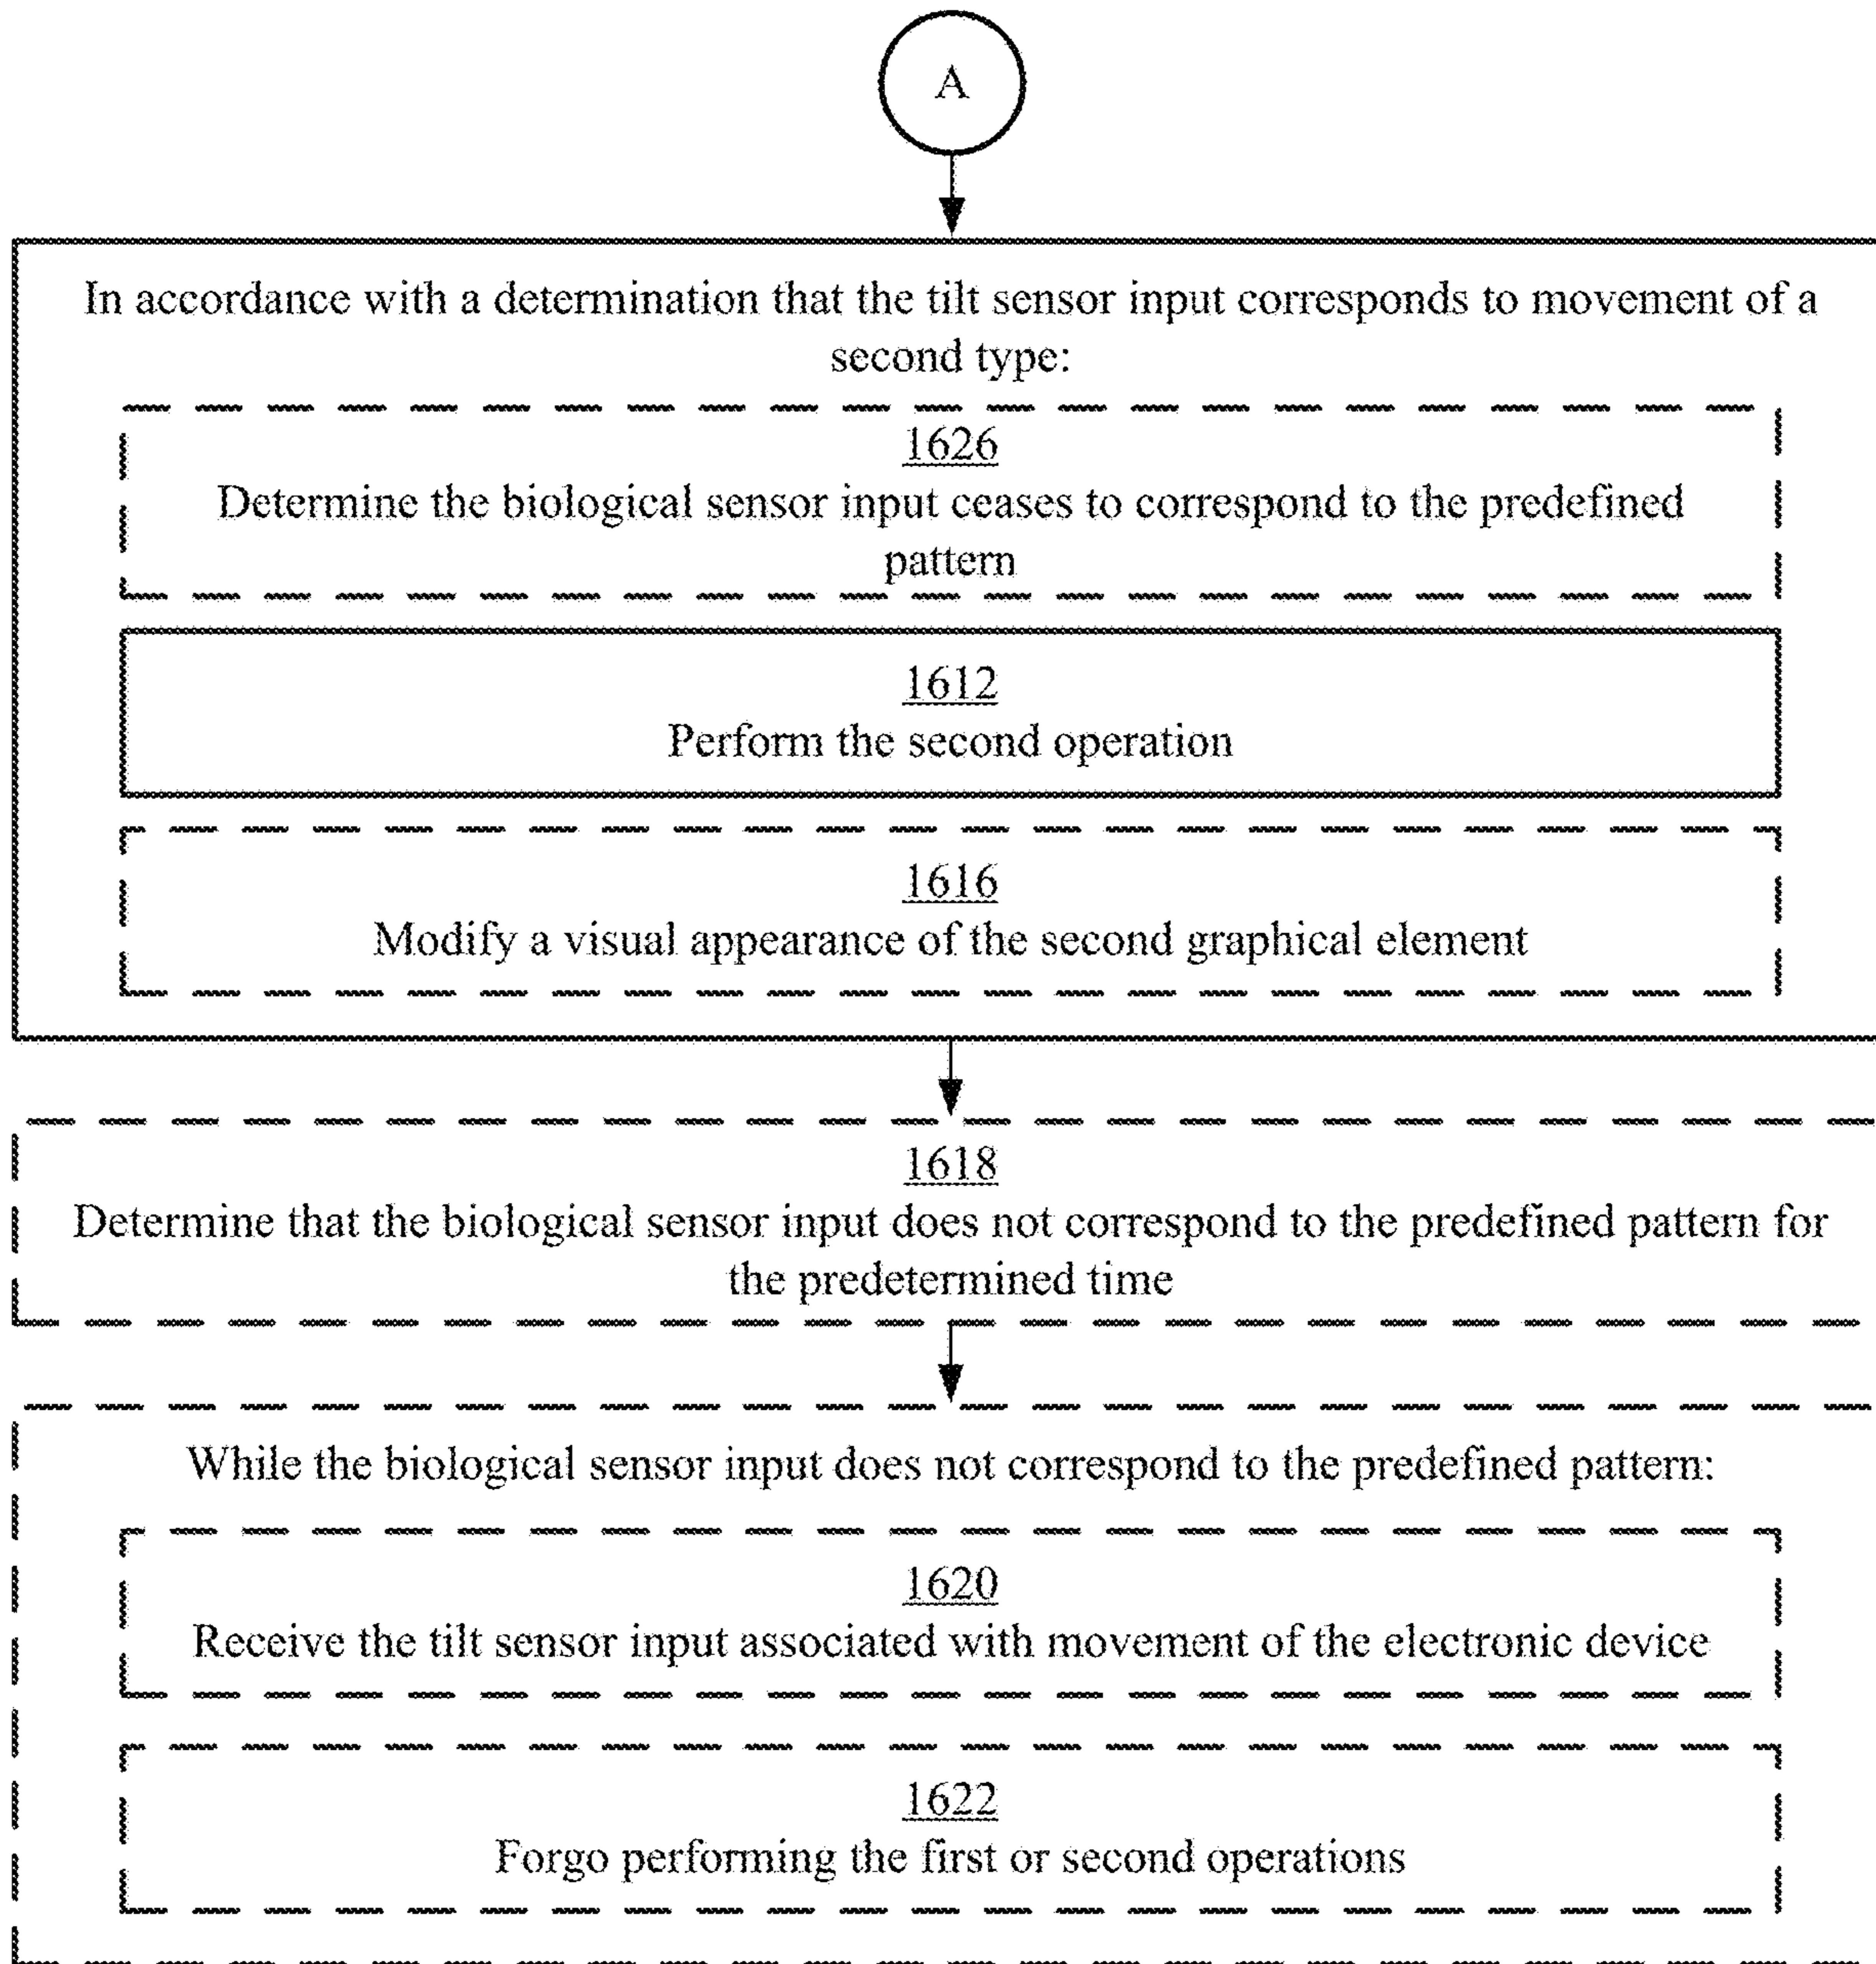 A
In accordance with a determination that the tilt sensor input corresponds to movement of a
second type:
1626
Determine the biological sensor input ceases to correspond to the predefined
pattern
1612
Perform the second operation
1616
Modify a visual appearance of the second graphical element
1618
Determine that the biological sensor input does not correspond to the predefined pattern for
the predetermined time
While the biological sensor input does not correspond to the predefined pattern:
1620
Receive the tilt sensor input associated with movement of the electronic device
1622
Forgo performing the first or second operations